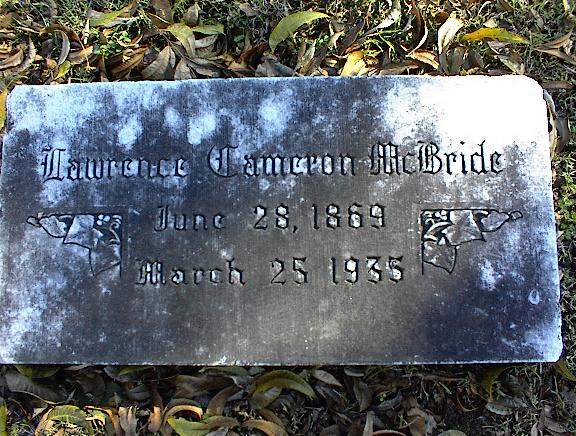 Lawrence Cameron McBride
June 28, 1869
March 25 1935